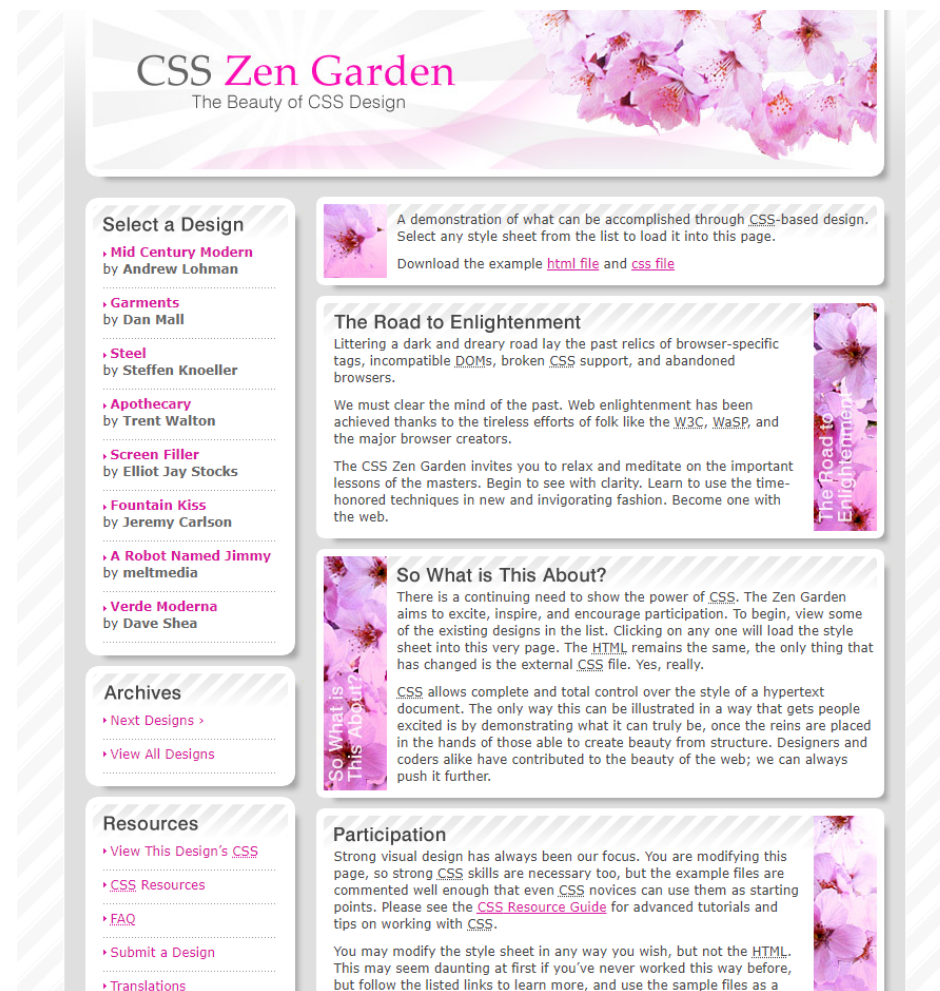 CSS Zen Garden
The Beauty of CSS Design
Select a Design
Mid Century Modern
by Andrew Lohman
Garments
by Dan Mall
Steel
by Steffen Knoeller
Apothecary
by Trent Walton
Screen Filler
by Elliot Jay Stocks
Fountain Kiss
by Jeremy Carlson
A Robot Named Jimmy
by meltmedia
Verde Moderna
by Dave Shea
Archives
Next Designs ›
View All Designs
Resources
View This Design’s CSS
CSS Resources
FAQ
Submit a Design
Translations
A demonstration of what can be accomplished through CSS-based design.
Select any style sheet from the list to load it into this page.
Download the example html file and css file
The Road to Enlightenment
Littering a dark and dreary road lay the past relics of browser-specific
tags, incompatible DOMs, broken CSS support, and abandoned
browsers.
We must clear the mind of the past. Web enlightenment has been
achieved thanks to the tireless efforts of folk like the W3C, WaSP, and
the major browser creators.
The CSS Zen Garden invites you to relax and meditate on the important
lessons of the masters. Begin to see with clarity. Learn to use the time-
honored techniques in new and invigorating fashion. Become one with
the web.
The Road to
Enlightenment
So What is
This About?
So What is This About?
There is a continuing need to show the power of CSS. The Zen Garden
aims to excite, inspire, and encourage participation. To begin, view some
of the existing designs in the list. Clicking on any one will load the style
sheet into this very page. The HTML remains the same, the only thing that
has changed is the external CSS file. Yes, really.
CSS allows complete and total control over the style of a hypertext
document. The only way this can be illustrated in a way that gets people
excited is by demonstrating what it can truly be, once the reins are placed
in the hands of those able to create beauty from structure. Designers and
coders alike have contributed to the beauty of the web; we can always
push it further.
Participation
Strong visual design has always been our focus. You are modifying this
page, so strong CSS skills are necessary too, but the example files are
commented well enough that even CSS novices can use them as starting
points. Please see the CSS Resource Guide for advanced tutorials and
tips on working with CSS.
You may modify the style sheet in any way you wish, but not the HTML.
This may seem daunting at first if you’ve never worked this way before,
but follow the listed links to learn more, and use the sample files as a